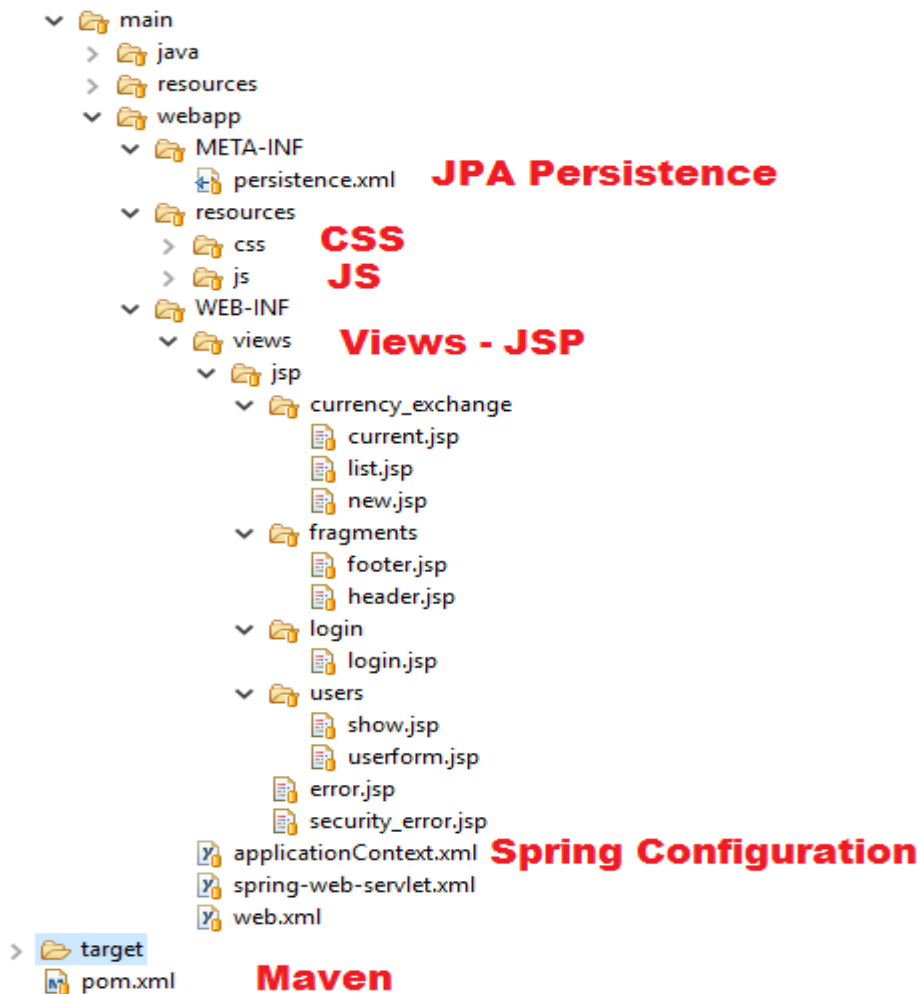 main
java
resources
webapp
META-INF
persistence.xml JPA Persistence
resources
css CSS
js JS
WEB-INF
views Views - JSP
jsp
currency_exchange
current.jsp
list.jsp
new.jsp
fragments
footer.jsp
header.jsp
login
login.jsp
users
show.jsp
userform.jsp
error.jsp
security_error.jsp
applicationContext.xml Spring Configuration
spring-web-servlet.xml
web.xml
target
pom.xml Maven